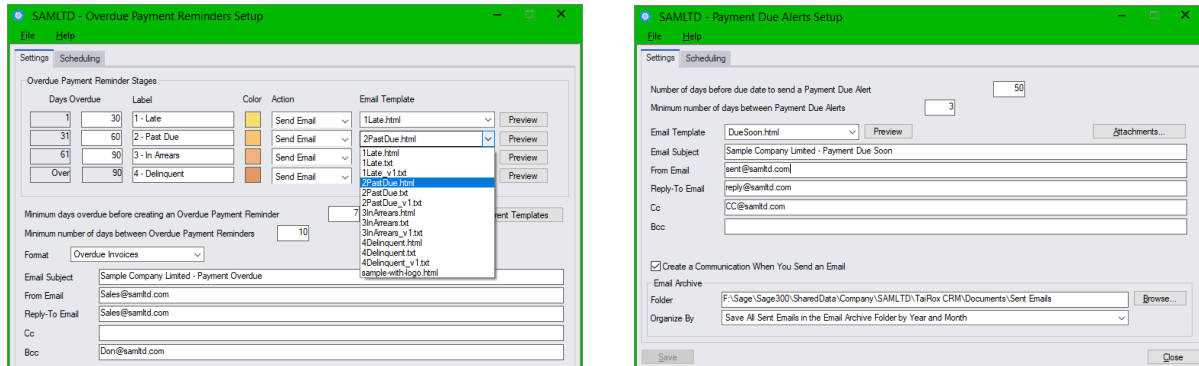 SAMLTD - Overdue Payment Reminders Setup
File Help
Settings Scheduling
Overdue Payment Reminder Stages
Days Overdue Label Color Action Email Template
1 30 1 - Late Send Email 1Late.html Preview
31 60 2 - Past Due Send Email 2PastDue.html Preview
61 90 3 - In Arrears Send Email Preview
Over 90 4 - Delinquent Send Email Preview
1Late.html
1Late.txt
1Late_v1.txt
2PastDue.html
2PastDue.txt
2PastDue_v1.txt
3InArrears.html
3InArrears.txt
3InArrears_v1.txt
4Delinquent.html
4Delinquent.txt
4Delinquent_v1.txt
sample-with-logo.html
Minimum days overdue before creating an Overdue Payment Reminder 7 rent Templates
Minimum number of days between Overdue Payment Reminders 10
Format Overdue Invoices
Email Subject Sample Company Limited - Payment Overdue
From Email Sales@samltd.com
Reply-To Email Sales@samltd.com
Cc
Bcc Don@samltd.com
SAMLTD - Payment Due Alerts Setup
File Help
Settings Scheduling
Number of days before due date to send a Payment Due Alert 50
Minimum number of days between Payment Due Alerts 3
Email Template DueSoon.html Preview Attachments...
Email Subject Sample Company Limited - Payment Due Soon
From Email sent@samltd.com
Reply-To Email reply@samltd.com
Cc CC@samltd.com
Bcc
Create a Communication When You Send an Email
Email Archive
Folder F:\Sage\Sage300\SharedData\Company\SAMLTD\TaiRox CRM\Documents\Sent Emails Browse...
Organize By Save All Sent Emails in the Email Archive Folder by Year and Month
Save Close